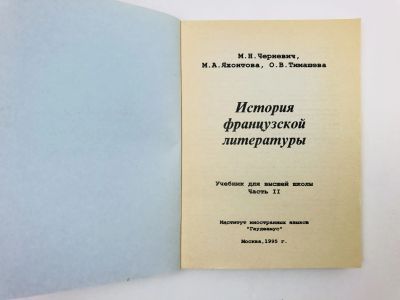 М.Н.Черневич,
М.А.Яхонтова, О.В.Тимашева
История
французской
литературы
Учебник для высшей школы
Часть II
Институт иностранных языков
"Гаудеамус"
Москва,1995 г.